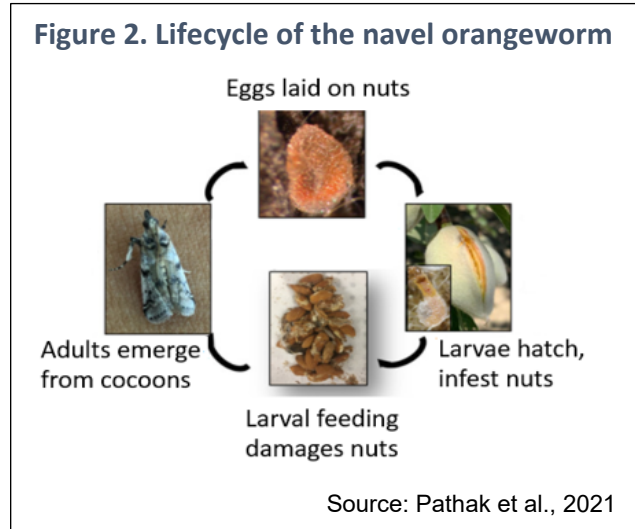 Figure 2. Lifecycle of the navel orangeworm
Eggs laid on nuts
Adults emerge
from cocoons
Larvae hatch,
infest nuts
Larval feeding
damages nuts
Source: Pathak et al., 2021